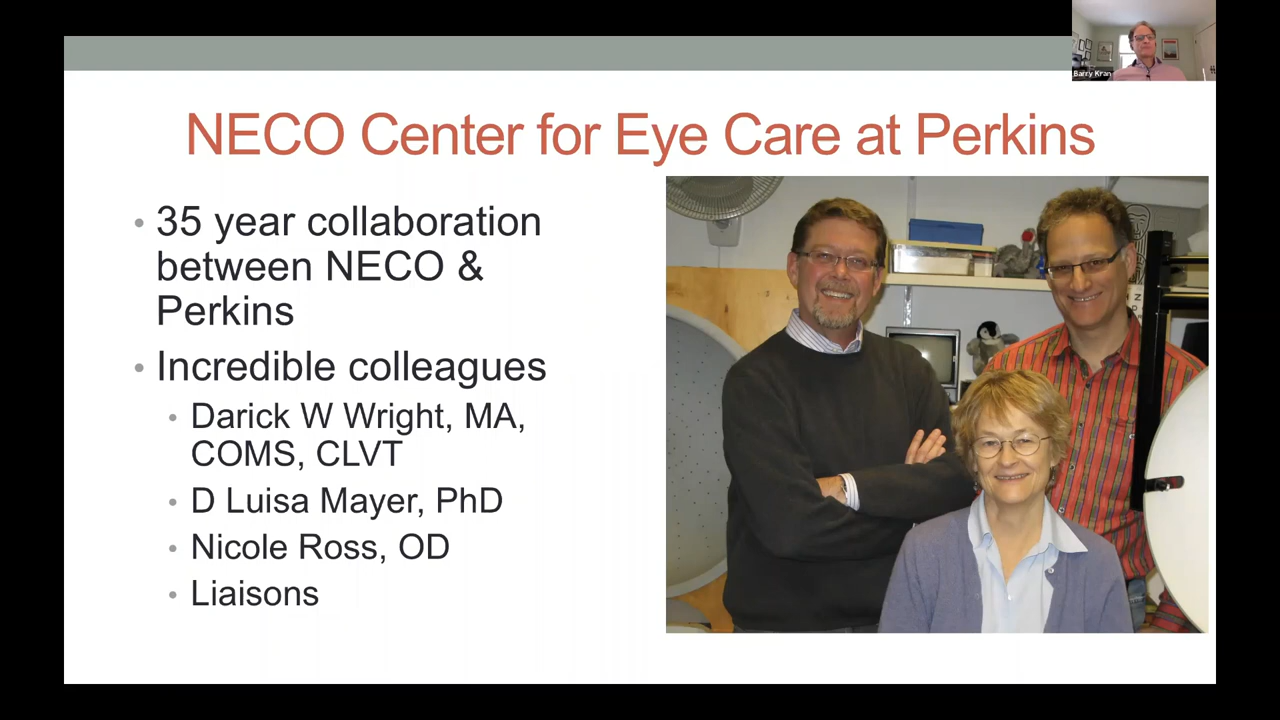 Barry Kran
NECO Center for Eye Care at Perkins
• 35 year collaboration
between NECO &
Perkins
• Incredible colleagues
• Darick W Wright, MA,
COMS, CLVT
• D Luisa Mayer, PhD
• Nicole Ross, OD
• Liaisons
Z